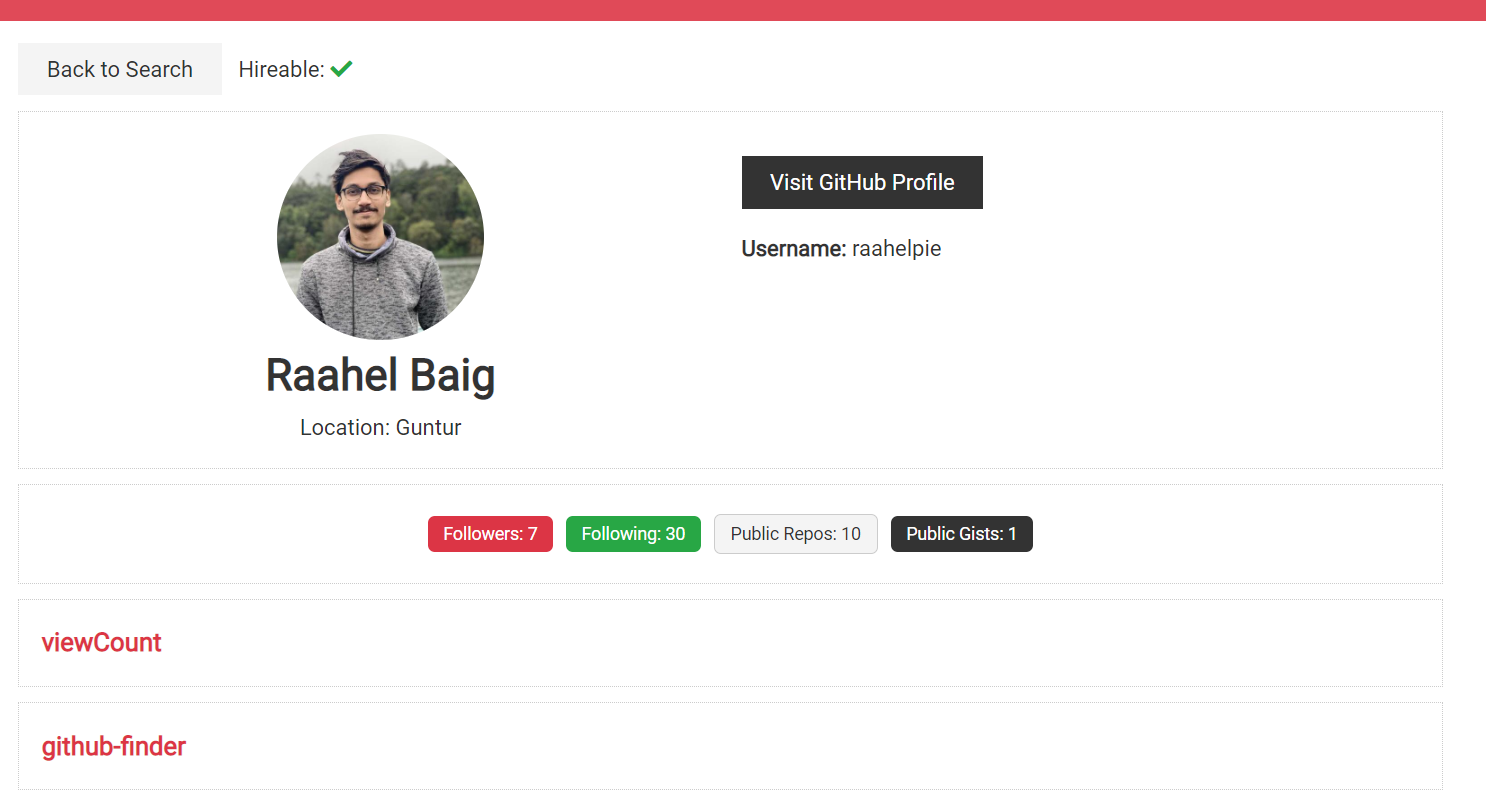 Back to Search Hireable:
Visit GitHub Profile
Username: raahelpie
Raahel Baig
Location: Guntur
Followers: 7 Following: 30 Public Repos: 10 Public Gists: 1
viewCount
github-finder